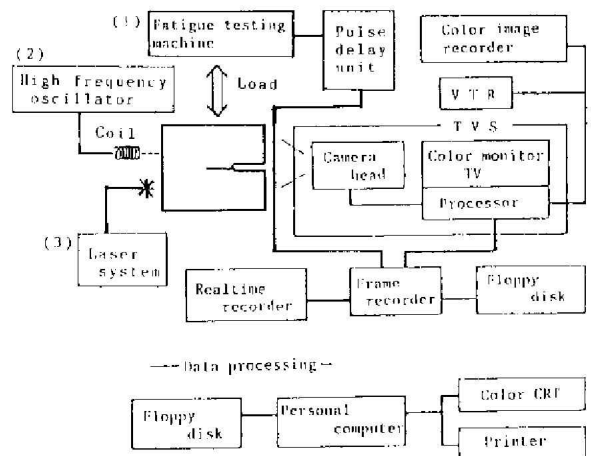 (1)
Fatigue testing
machine
Pulse
delay
unit
Color image
recorder
(2)
High frequency
oscillator
Load
V T R
Coil
T V S
Camera
head
Color monitor
TV
Processor
(3)
Laser
system
Realtime
recorder
Frame
recorder
Floppy
disk
Data processing
Floppy
disk
Personal
computer
Color CRT
Printer